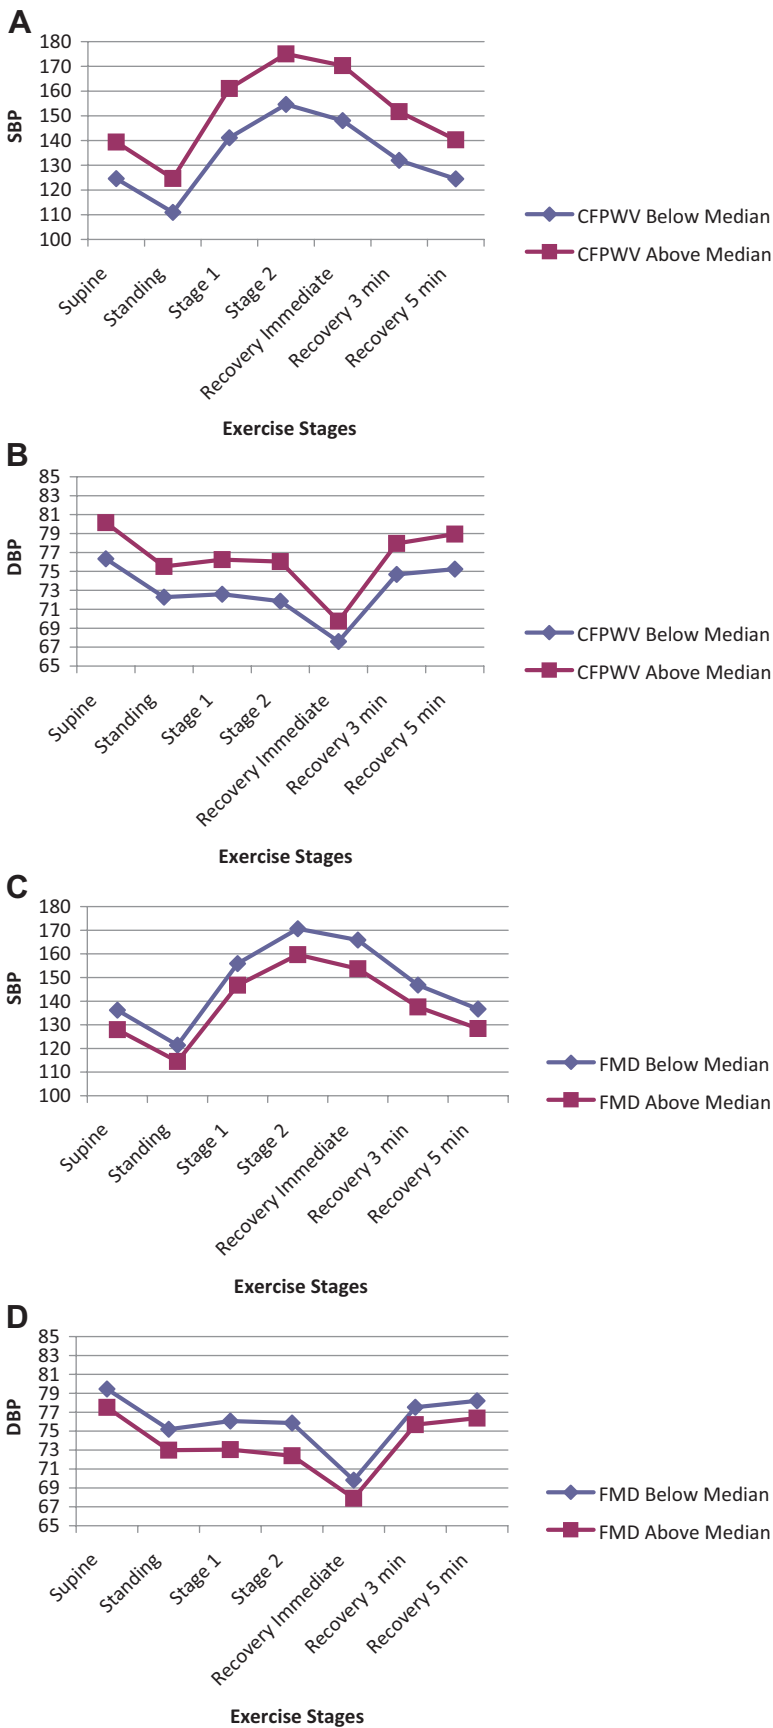 A
180
170
160
150
140
130
120
110
100
SBP
Supine
Standing
Stage 1
Stage 2
Recovery Immediate
Recovery 3 min
Recovery 5 min
Exercise Stages
CFPWV Below Median
CFPWV Above Median
B
85
83
81
79
77
75
73
71
69
67
65
DBP
Supine
Standing
Stage 1
Stage 2
Recovery Immediate
Recovery 3 min
Recovery 5 min
Exercise Stages
CFPWV Below Median
CFPWV Above Median
C
180
170
160
150
140
130
120
110
100
SBP
Supine
Standing
Stage 1
Stage 2
Recovery Immediate
Recovery 3 min
Recovery 5 min
Exercise Stages
FMD Below Median
FMD Above Median
D
85
83
81
79
77
75
73
71
69
67
65
DBP
Supine
Standing
Stage 1
Stage 2
Recovery Immediate
Recovery 3 min
Recovery 5 min
Exercise Stages
FMD Below Median
FMD Above Median